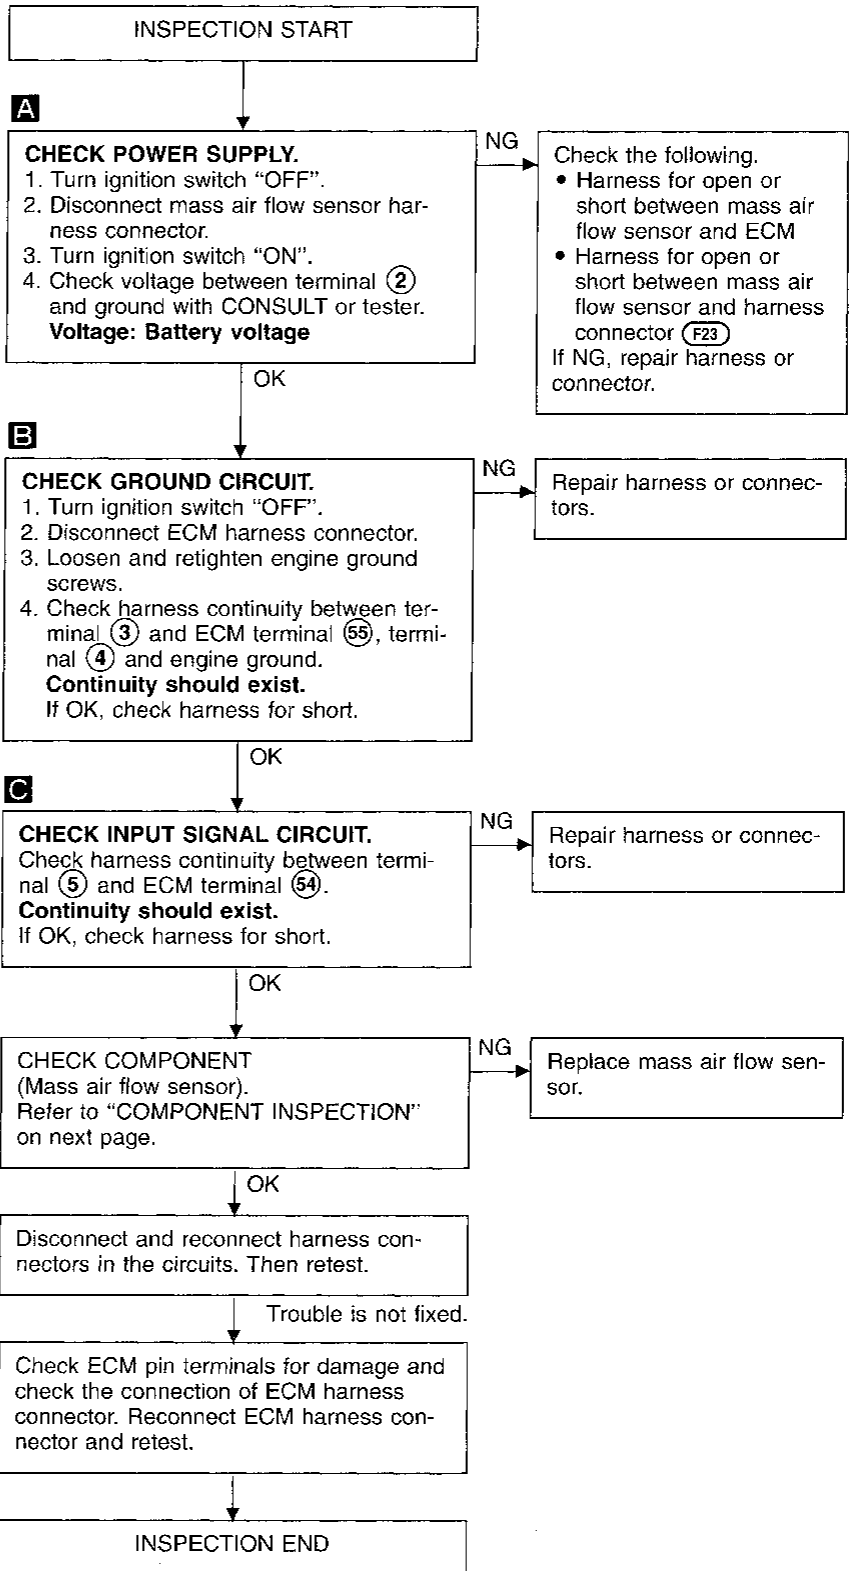 INSPECTION START
A
CHECK POWER SUPPLY.
1. Turn ignition switch “OFF”.
2. Disconnect mass air flow sensor har-
ness connector.
3. Turn ignition switch “ON”.
4. Check voltage between terminal ②
and ground with CONSULT or tester.
Voltage: Battery voltage
NG
Check the following.
• Harness for open or
short between mass air
flow sensor and ECM
• Harness for open or
short between mass air
flow sensor and harness
connector F23
If NG, repair harness or
connector.
OK
B
CHECK GROUND CIRCUIT.
1. Turn ignition switch “OFF”.
2. Disconnect ECM harness connector.
3. Loosen and retighten engine ground
screws.
4. Check harness continuity between ter-
minal ③ and ECM terminal 55, termi-
nal ④ and engine ground.
Continuity should exist.
If OK, check harness for short.
NG
Repair harness or connec-
tors.
OK
C
CHECK INPUT SIGNAL CIRCUIT.
Check harness continuity between termi-
nal ⑤ and ECM terminal 54.
Continuity should exist.
If OK, check harness for short.
NG
Repair harness or connec-
tors.
OK
CHECK COMPONENT
(Mass air flow sensor).
Refer to “COMPONENT INSPECTION”
on next page.
NG
Replace mass air flow sen-
sor.
OK
Disconnect and reconnect harness con-
nectors in the circuits. Then retest.
Trouble is not fixed.
Check ECM pin terminals for damage and
check the connection of ECM harness
connector. Reconnect ECM harness con-
nector and retest.
INSPECTION END